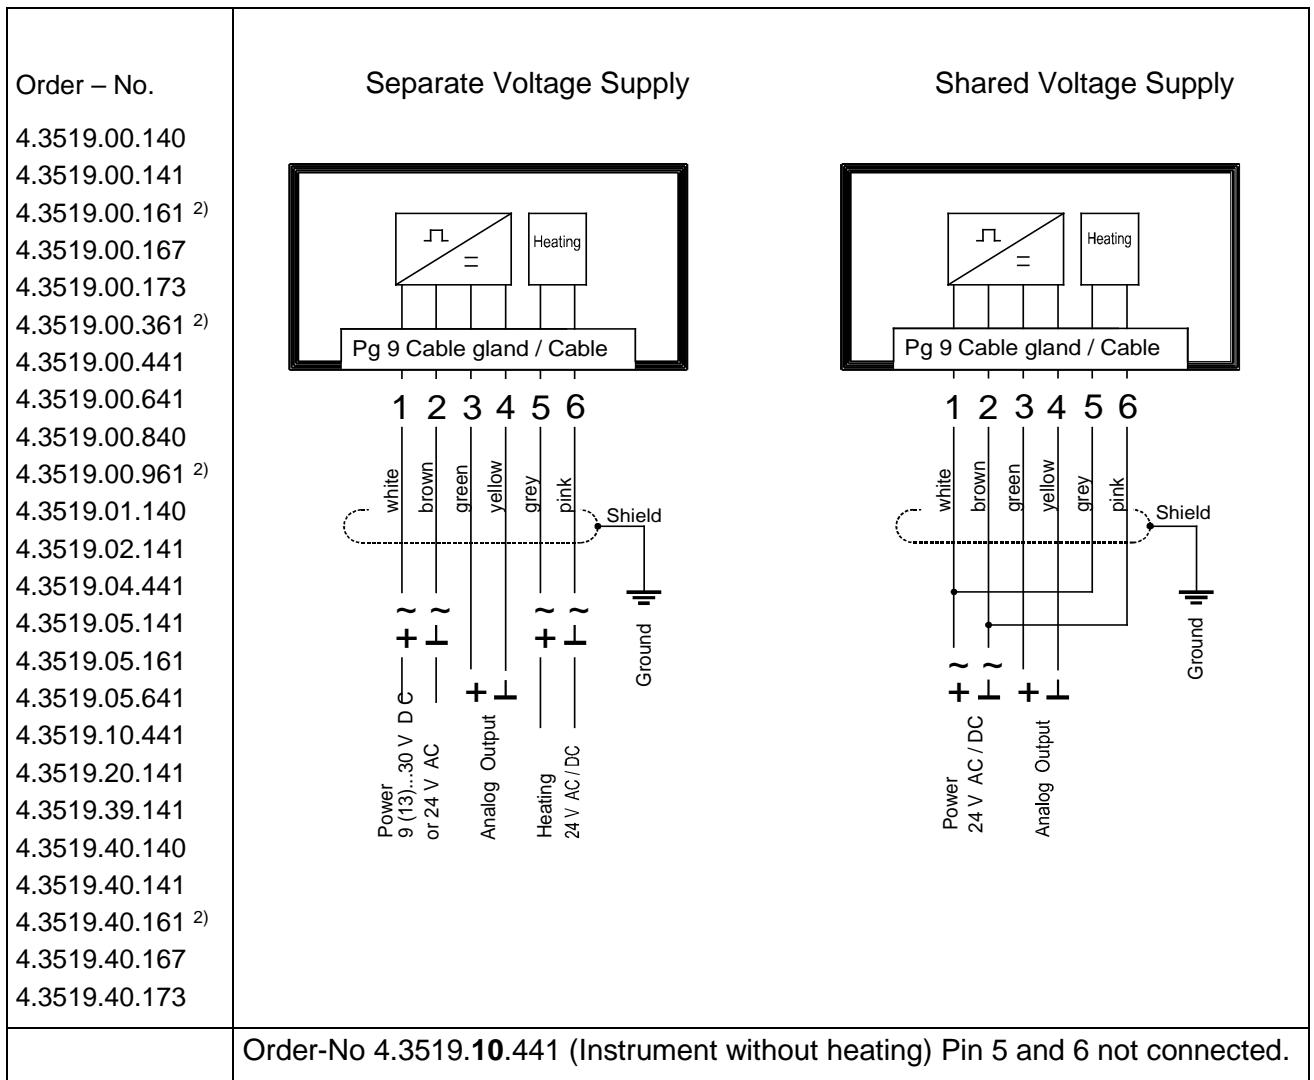 Order – No.
4.3519.00.140
4.3519.00.141
4.3519.00.161 2)
4.3519.00.167
4.3519.00.173
4.3519.00.361 2)
4.3519.00.441
4.3519.00.641
4.3519.00.840
4.3519.00.961 2)
4.3519.01.140
4.3519.02.141
4.3519.04.441
4.3519.05.141
4.3519.05.161
4.3519.05.641
4.3519.10.441
4.3519.20.141
4.3519.39.141
4.3519.40.140
4.3519.40.141
4.3519.40.161 2)
4.3519.40.167
4.3519.40.173
Separate Voltage Supply
Heating
Pg 9 Cable gland / Cable
1 2 3 4 5 6
white
brown
green
yellow
grey
pink
Shield
Ground
~ ~ ~ ~
+ ⊥ + ⊥
+ ⊥
Power
9 (13)...30 V DC
or 24 V AC
Analog Output
Heating
24 V AC / DC
Shared Voltage Supply
Heating
Pg 9 Cable gland / Cable
1 2 3 4 5 6
white
brown
green
yellow
grey
pink
Shield
Ground
~ ~
+ ⊥ + ⊥
Power
24 V AC / DC
Analog Output
Order-No 4.3519.10.441 (Instrument without heating) Pin 5 and 6 not connected.